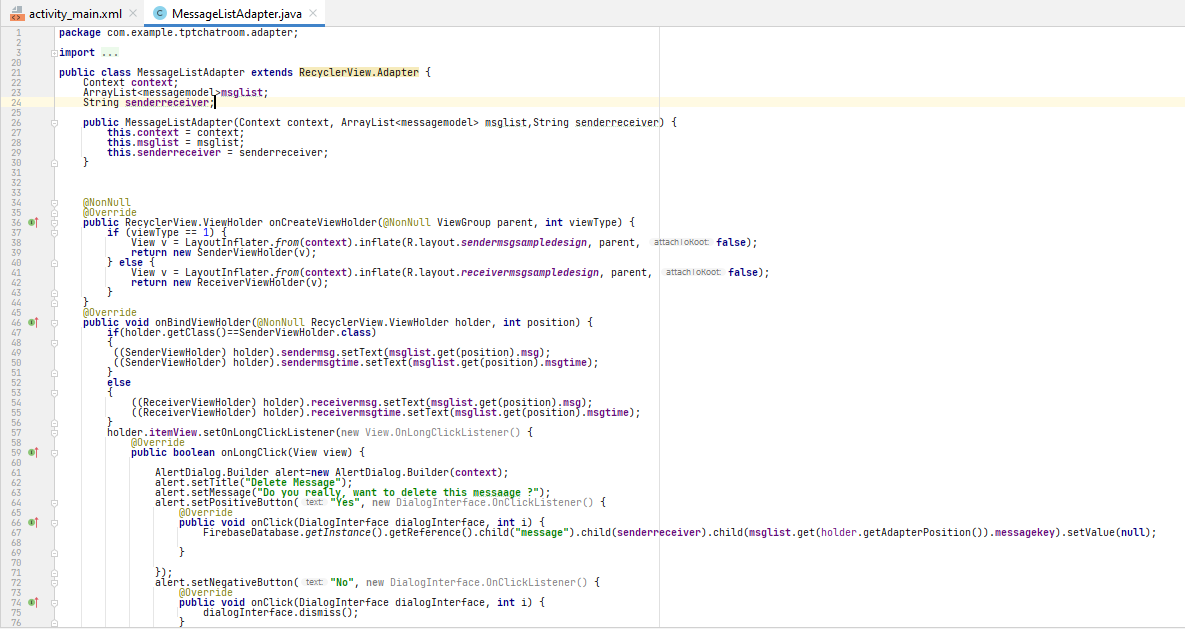 activity_main.xml MessageListAdapter.java
1 package com.example.tptchatroom.adapter;
2
3 import ...
20
21 public class MessageListAdapter extends RecyclerView.Adapter {
22 Context context;
23 ArrayList<messagemodel>msglist;
24 String senderreceiver;
25
26 public MessageListAdapter(Context context, ArrayList<messagemodel> msglist,String senderreceiver) {
27 this.context = context;
28 this.msglist = msglist;
29 this.senderreceiver = senderreceiver;
30 }
31
32
33
34 @NonNull
35 @Override
36 public RecyclerView.ViewHolder onCreateViewHolder(@NonNull ViewGroup parent, int viewType) {
37 if (viewType == 1) {
38 View v = LayoutInflater.from(context).inflate(R.layout.sendermsgsampledesign, parent, attachToRoot: false);
39 return new SenderViewHolder(v);
40 } else {
41 View v = LayoutInflater.from(context).inflate(R.layout.receivermsgsampledesign, parent, attachToRoot: false);
42 return new ReceiverViewHolder(v);
43 }
44 }
45 @Override
46 public void onBindViewHolder(@NonNull RecyclerView.ViewHolder holder, int position) {
47 if(holder.getClass()==SenderViewHolder.class)
48 {
49 ((SenderViewHolder) holder).sendermsg.setText(msglist.get(position).msg);
50 ((SenderViewHolder) holder).sendermsgtime.setText(msglist.get(position).msgtime);
51 }
52 else
53 {
54 ((ReceiverViewHolder) holder).receivermsg.setText(msglist.get(position).msg);
55 ((ReceiverViewHolder) holder).receivermsgtime.setText(msglist.get(position).msgtime);
56 }
57 holder.itemView.setOnLongClickListener(new View.OnLongClickListener() {
58 @Override
59 public boolean onLongClick(View view) {
60
61 AlertDialog.Builder alert=new AlertDialog.Builder(context);
62 alert.setTitle("Delete Message");
63 alert.setMessage("Do you really, want to delete this messaage ?");
64 alert.setPositiveButton( text: "Yes", new DialogInterface.OnClickListener() {
65 @Override
66 public void onClick(DialogInterface dialogInterface, int i) {
67 FirebaseDatabase.getInstance().getReference().child("message").child(senderreceiver).child(msglist.get(holder.getAdapterPosition()).messagekey).setValue(null);
68
69 }
70
71 });
72 alert.setNegativeButton( text: "No", new DialogInterface.OnClickListener() {
73 @Override
74 public void onClick(DialogInterface dialogInterface, int i) {
75 dialogInterface.dismiss();
76 }